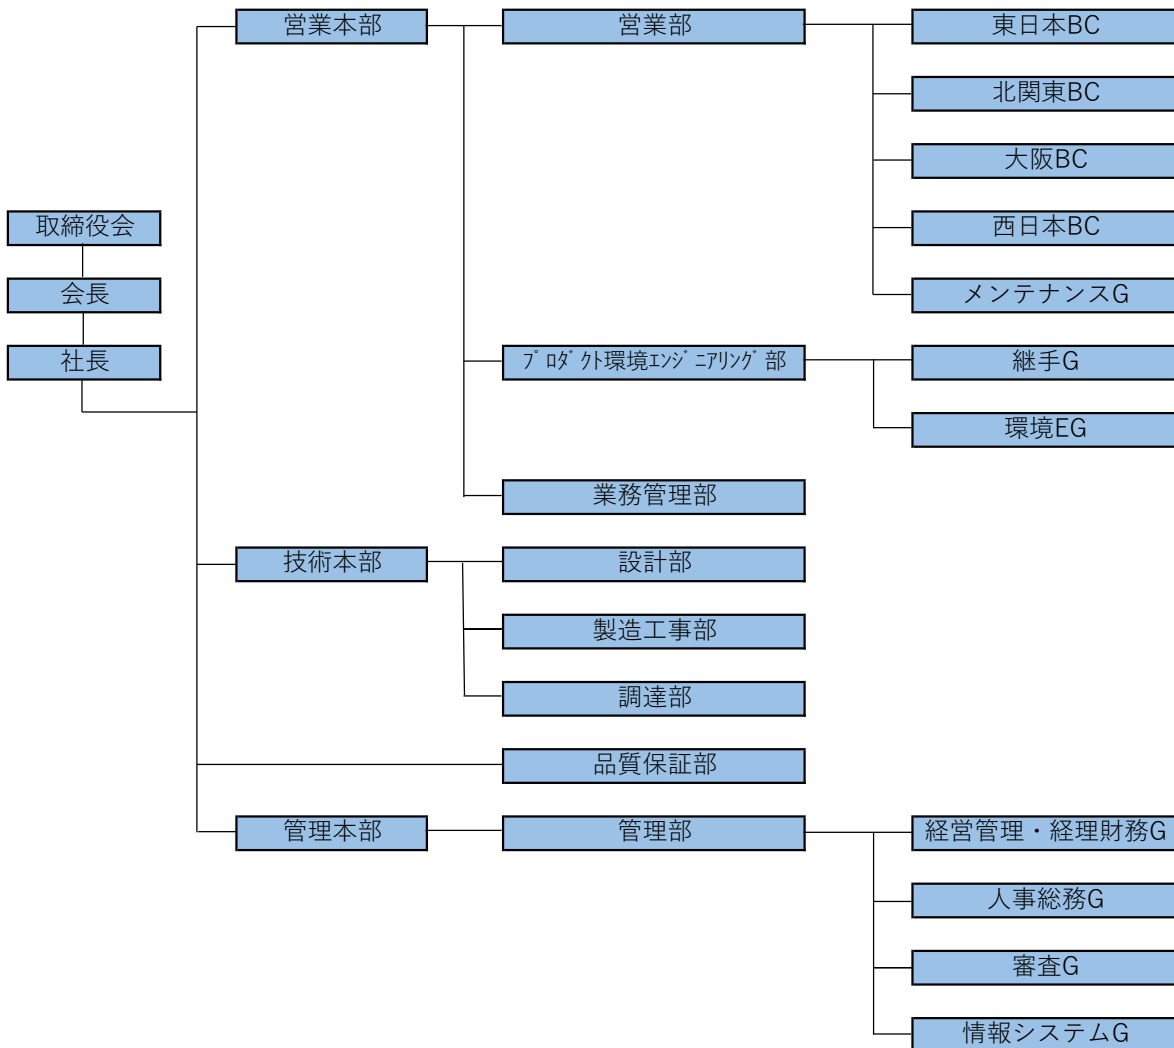 営業本部
営業部
東日本BC
北関東BC
大阪BC
西日本BC
メンテナンスG
取締役会
会長
社長
ﾌﾟﾛﾀﾞｸﾄ環境ｴﾝｼﾞﾆｱﾘﾝｸﾞ部
継手G
環境EG
業務管理部
技術本部
設計部
製造工事部
調達部
品質保証部
管理本部
管理部
経営管理・経理財務G
人事総務G
審査G
情報システムG